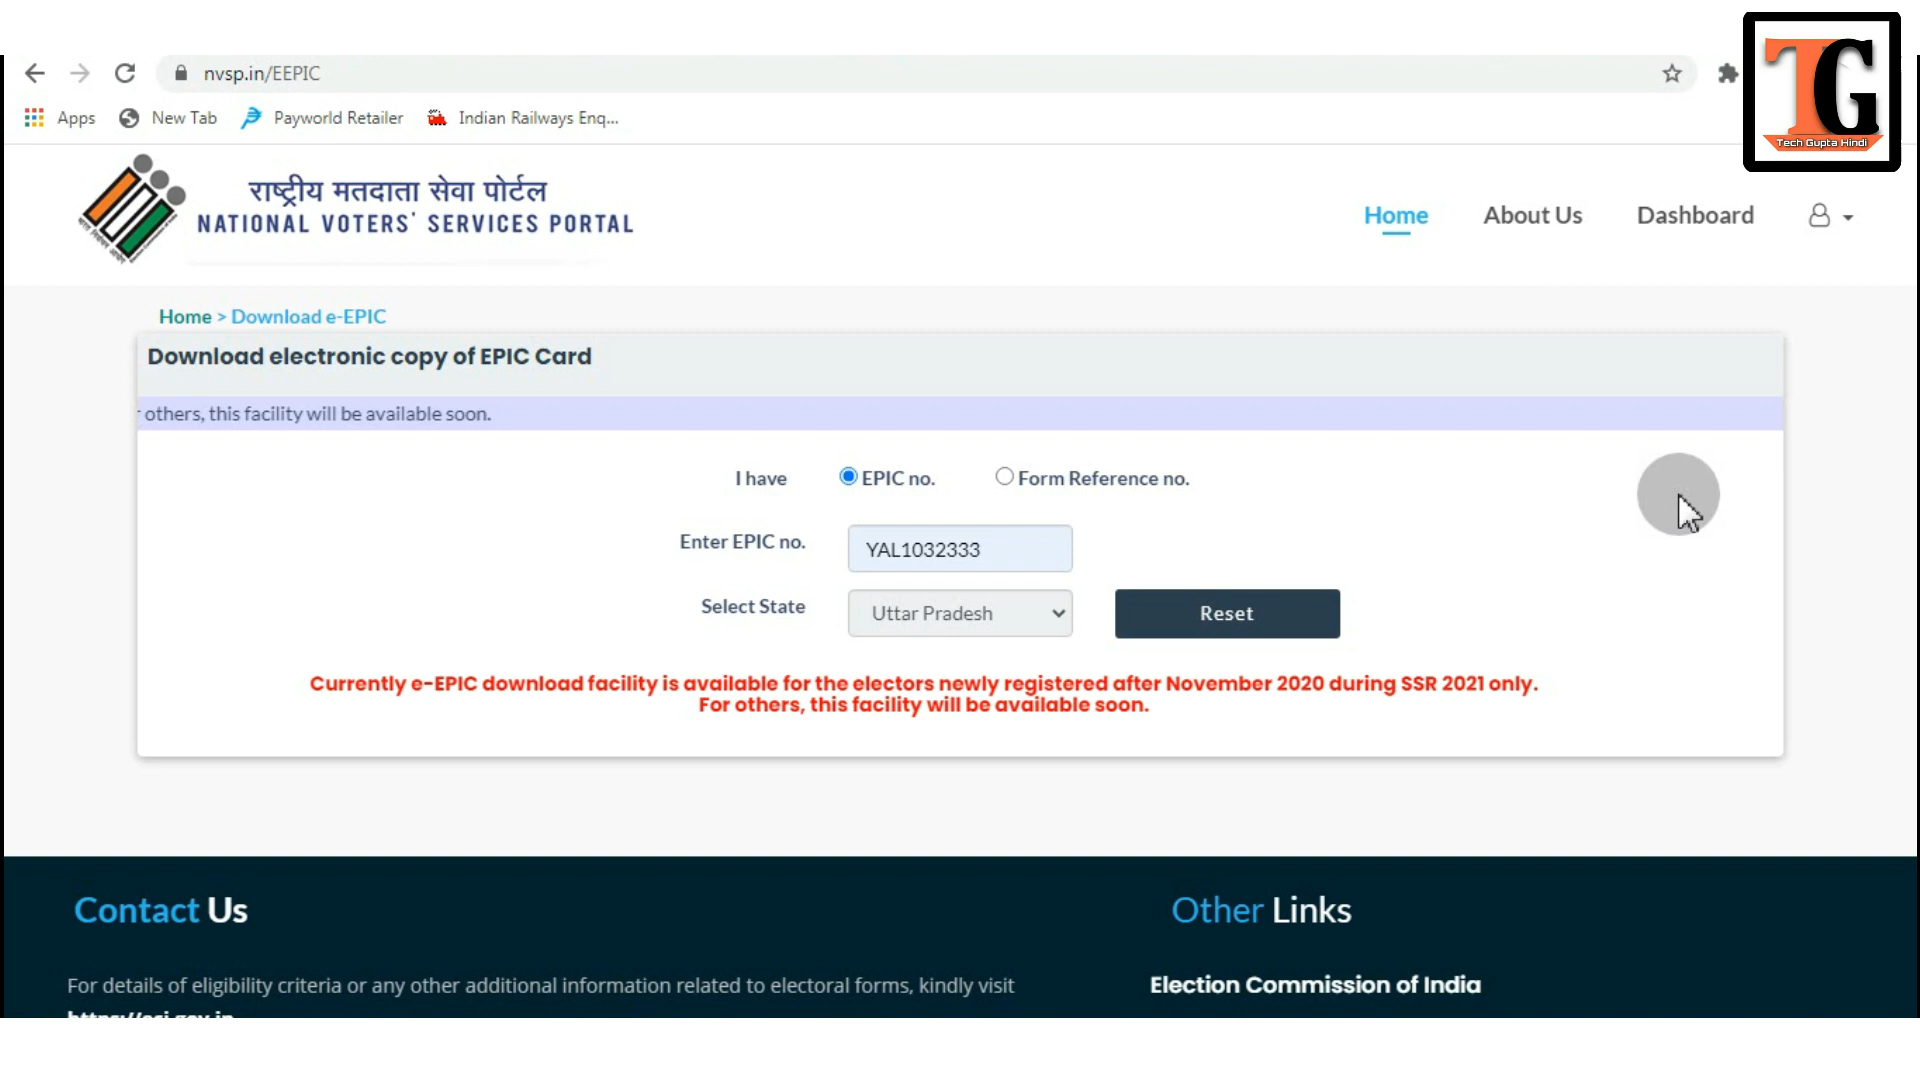 nvsp.in/EEPIC
Apps New Tab Payworld Retailer Indian Railways Enq...
TG
Tech Gupta Hindi
राष्ट्रीय मतदाता सेवा पोर्टल
NATIONAL VOTERS' SERVICES PORTAL
Home About Us Dashboard
Home > Download e-EPIC
Download electronic copy of EPIC Card
others, this facility will be available soon.
I have EPIC no. Form Reference no.
Enter EPIC no. YAL1032333
Select State Uttar Pradesh Reset
Currently e-EPIC download facility is available for the electors newly registered after November 2020 during SSR 2021 only.
For others, this facility will be available soon.
Contact Us
Other Links
For details of eligibility criteria or any other additional information related to electoral forms, kindly visit
https://eci.gov.in
Election Commission of India